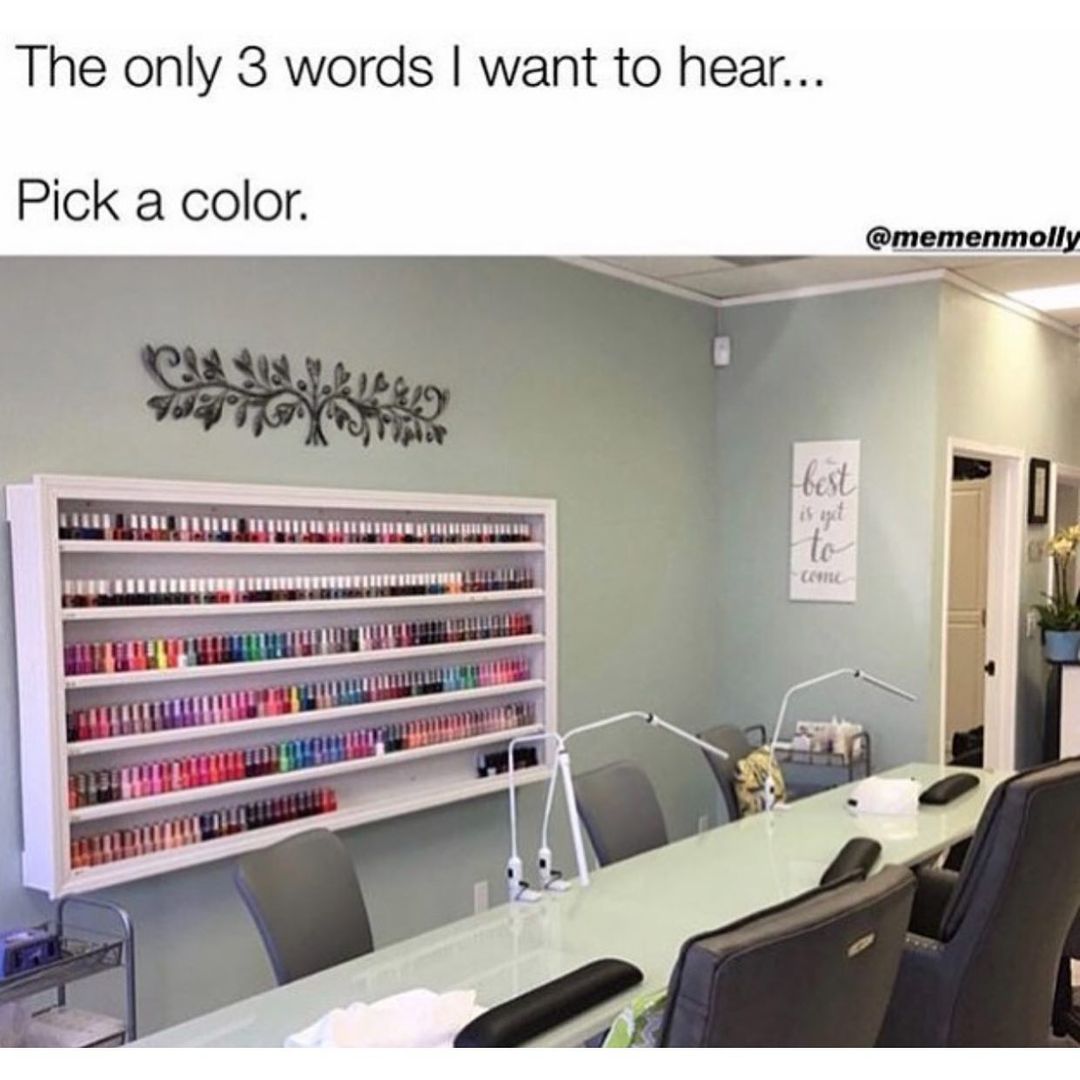 The only 3 words I want to hear...
Pick a color.
@memenmolly
best
is yet
to
come